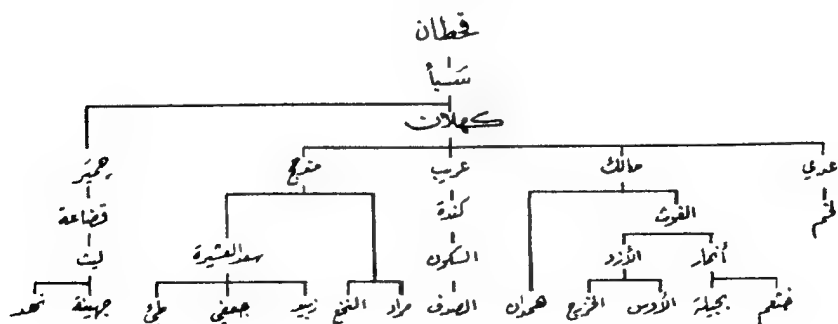 قحطان
سبأ
كهلان
عدي مالك عريب مذحج حمير
لخم الغوث كندة قضاعة
أنمار الأزد السكون سعد العشيرة ليث
خثعم بجيلة الأوس الخزرج همدان الصدف مراد النخع زبيد جعفي طيء جهينة نهد